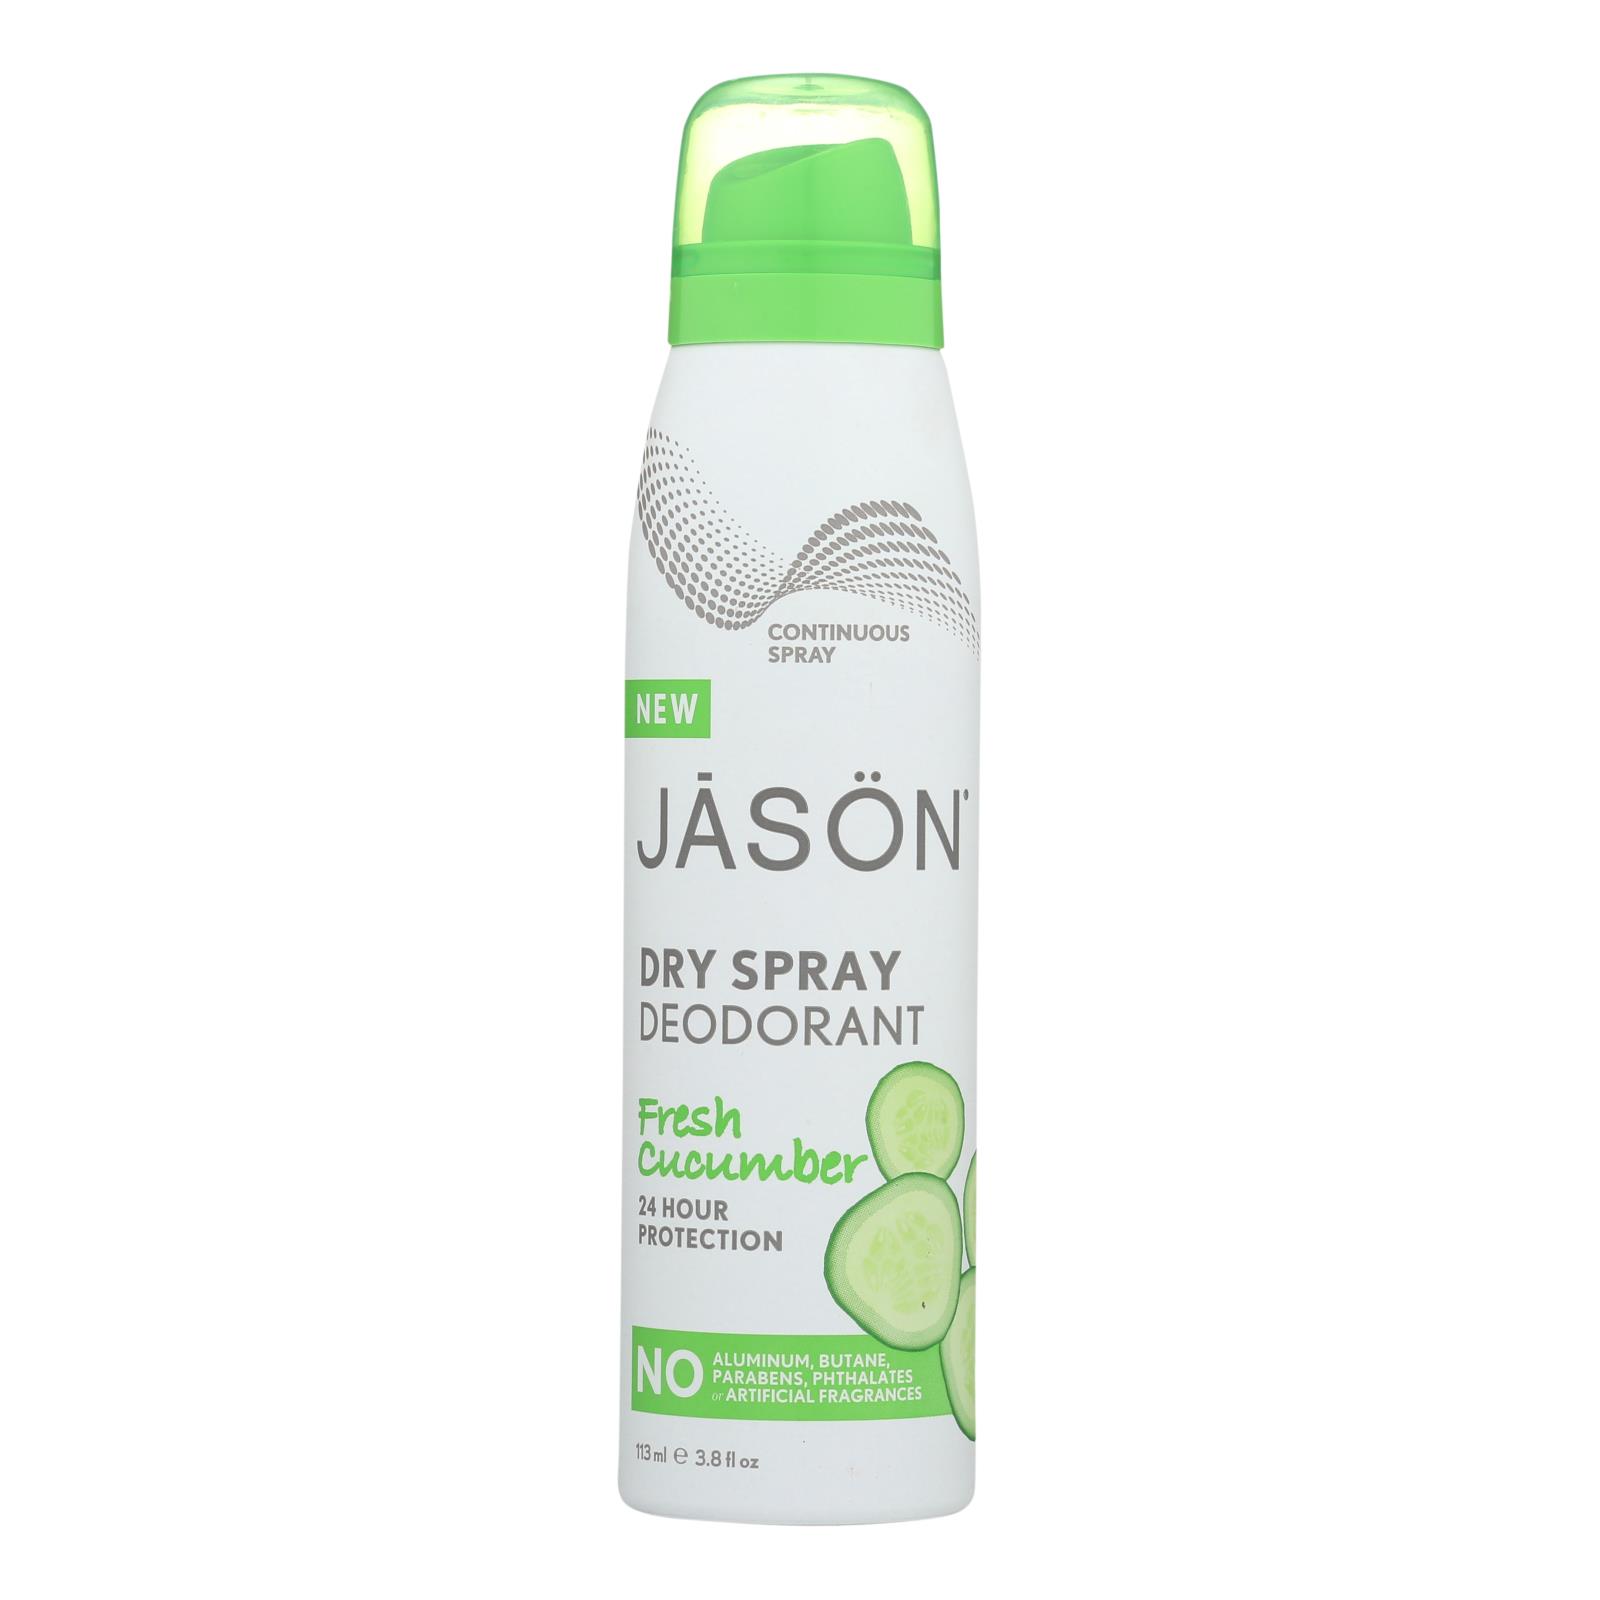 CONTINUOUS
SPRAY
NEW
JĀSÖN
DRY SPRAY
DEODORANT
Fresh
Cucumber
24 HOUR
PROTECTION
NO ALUMINUM, BUTANE,
PARABENS, PHTHALATES
or ARTIFICIAL FRAGRANCES
113 ml ℮ 3.8 fl oz